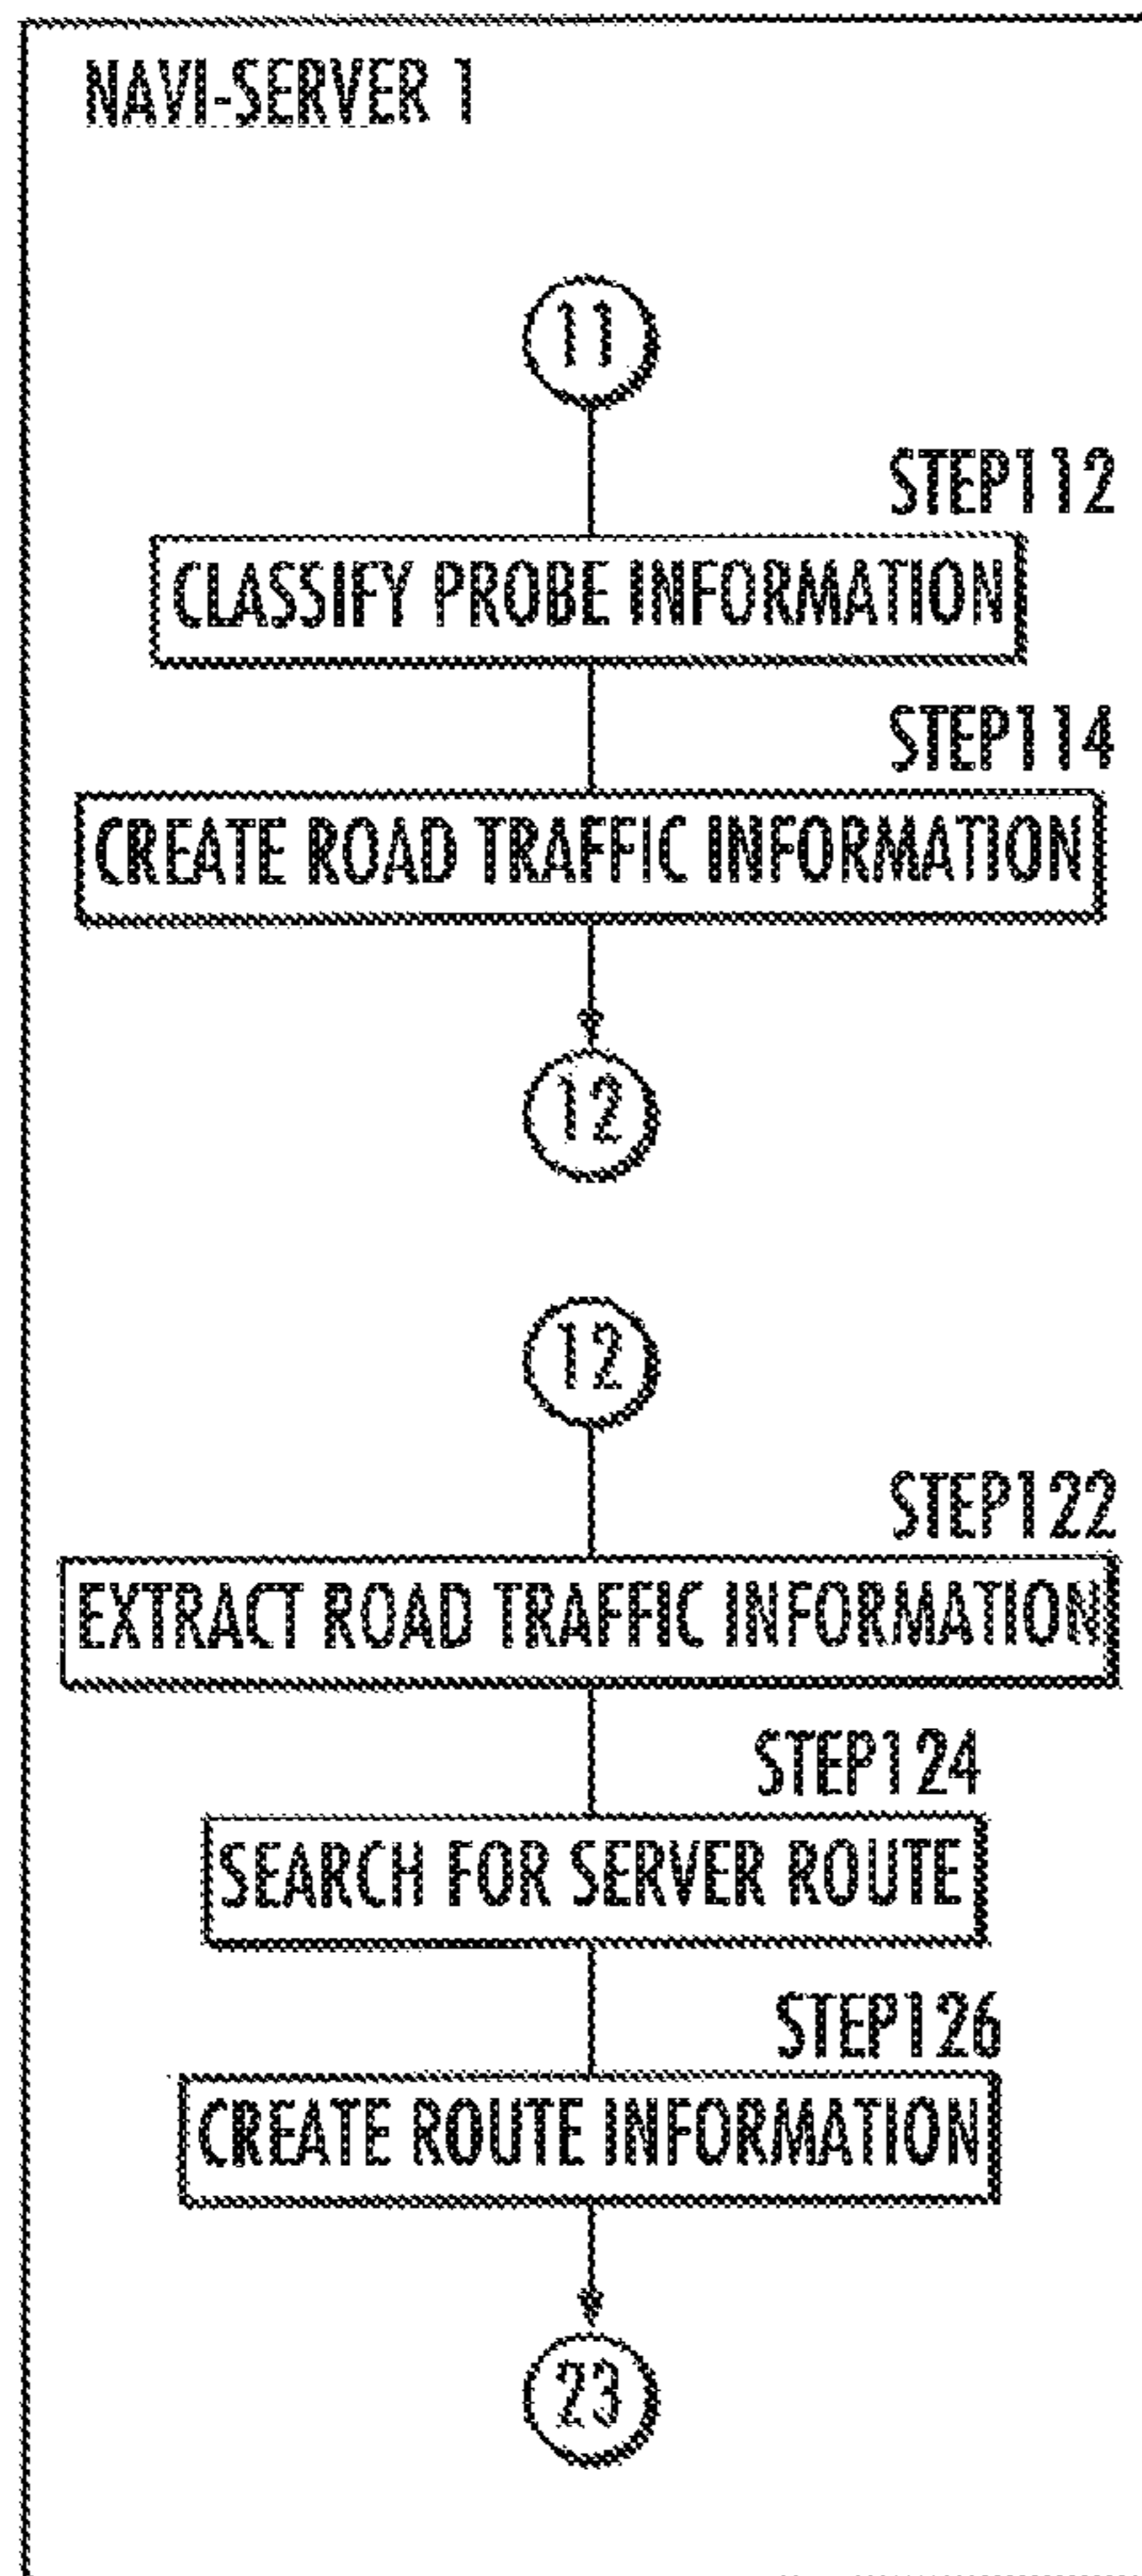 NAVI-SERVER 1
11
STEP112
CLASSIFY PROBE INFORMATION
STEP114
CREATE ROAD TRAFFIC INFORMATION
12
12
STEP122
EXTRACT ROAD TRAFFIC INFORMATION
STEP124
SEARCH FOR SERVER ROUTE
STEP126
CREATE ROUTE INFORMATION
23